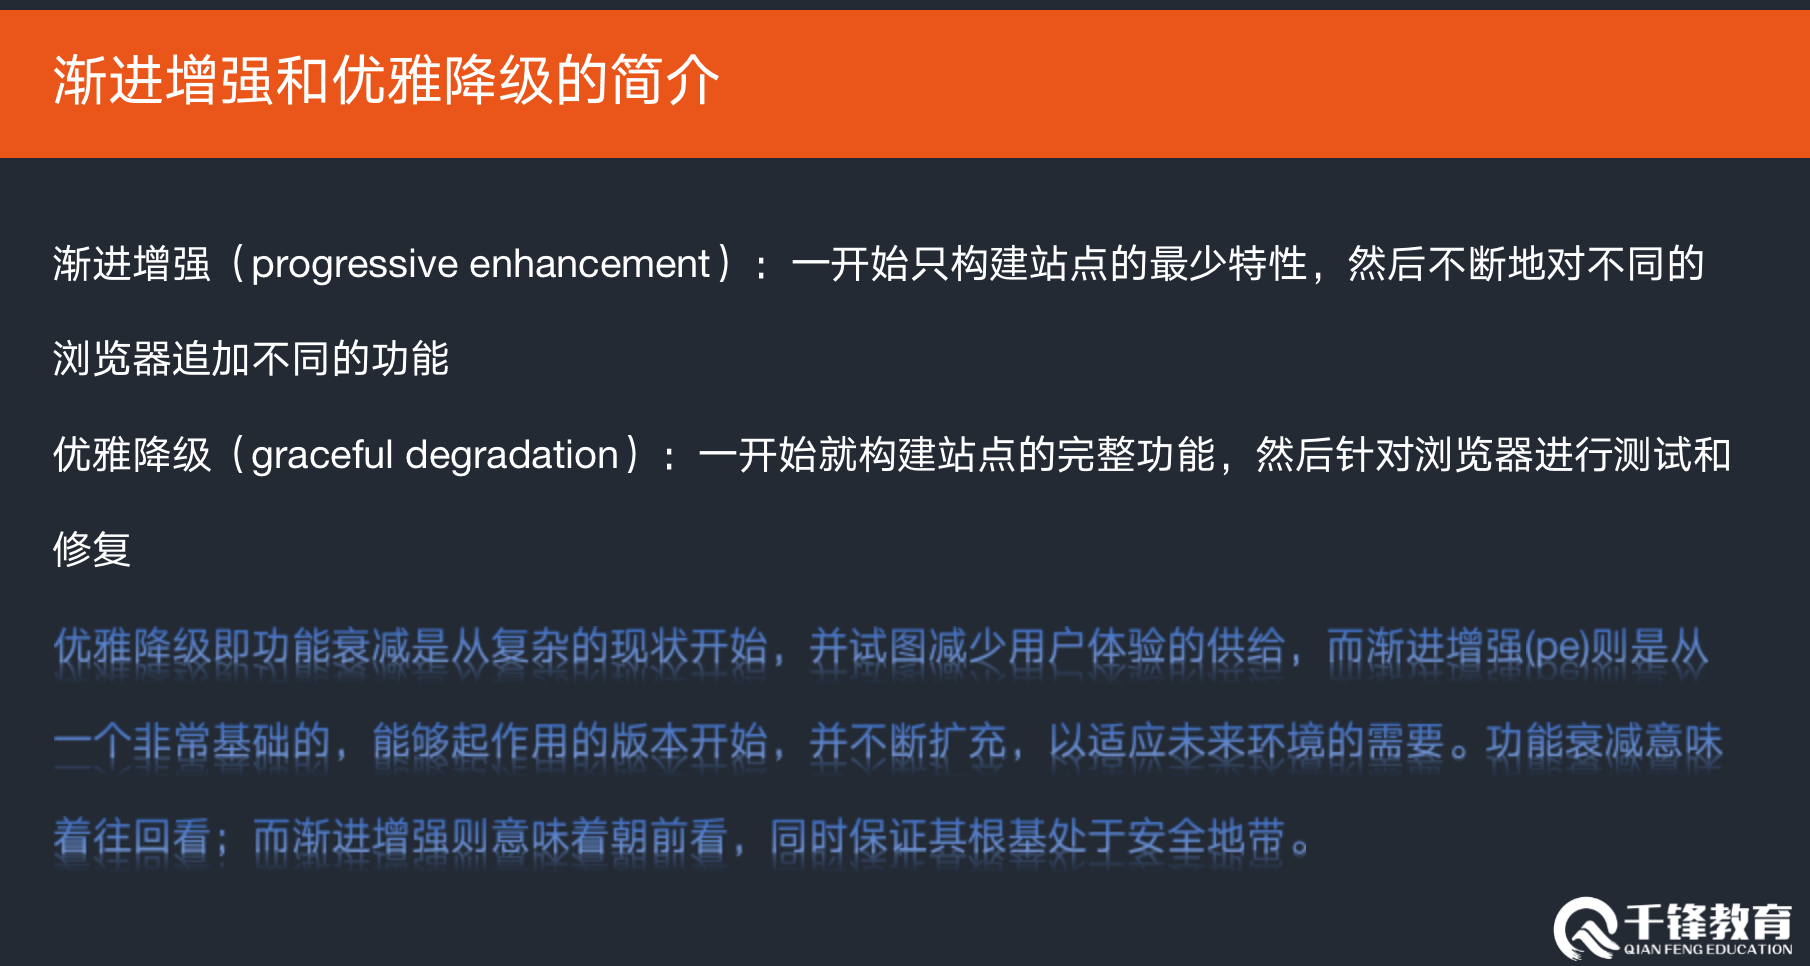 渐进增强和优雅降级的简介
渐进增强（progressive enhancement）：一开始只构建站点的最少特性，然后不断地对不同的
浏览器追加不同的功能
优雅降级（graceful degradation）：一开始就构建站点的完整功能，然后针对浏览器进行测试和
修复
优雅降级即功能衰减是从复杂的现状开始，并试图减少用户体验的供给，而渐进增强(pe)则是从
一个非常基础的，能够起作用的版本开始，并不断扩充，以适应未来环境的需要。功能衰减意味
着往回看；而渐进增强则意味着朝前看，同时保证其根基处于安全地带。
千锋教育
QIANFENG EDUCATION